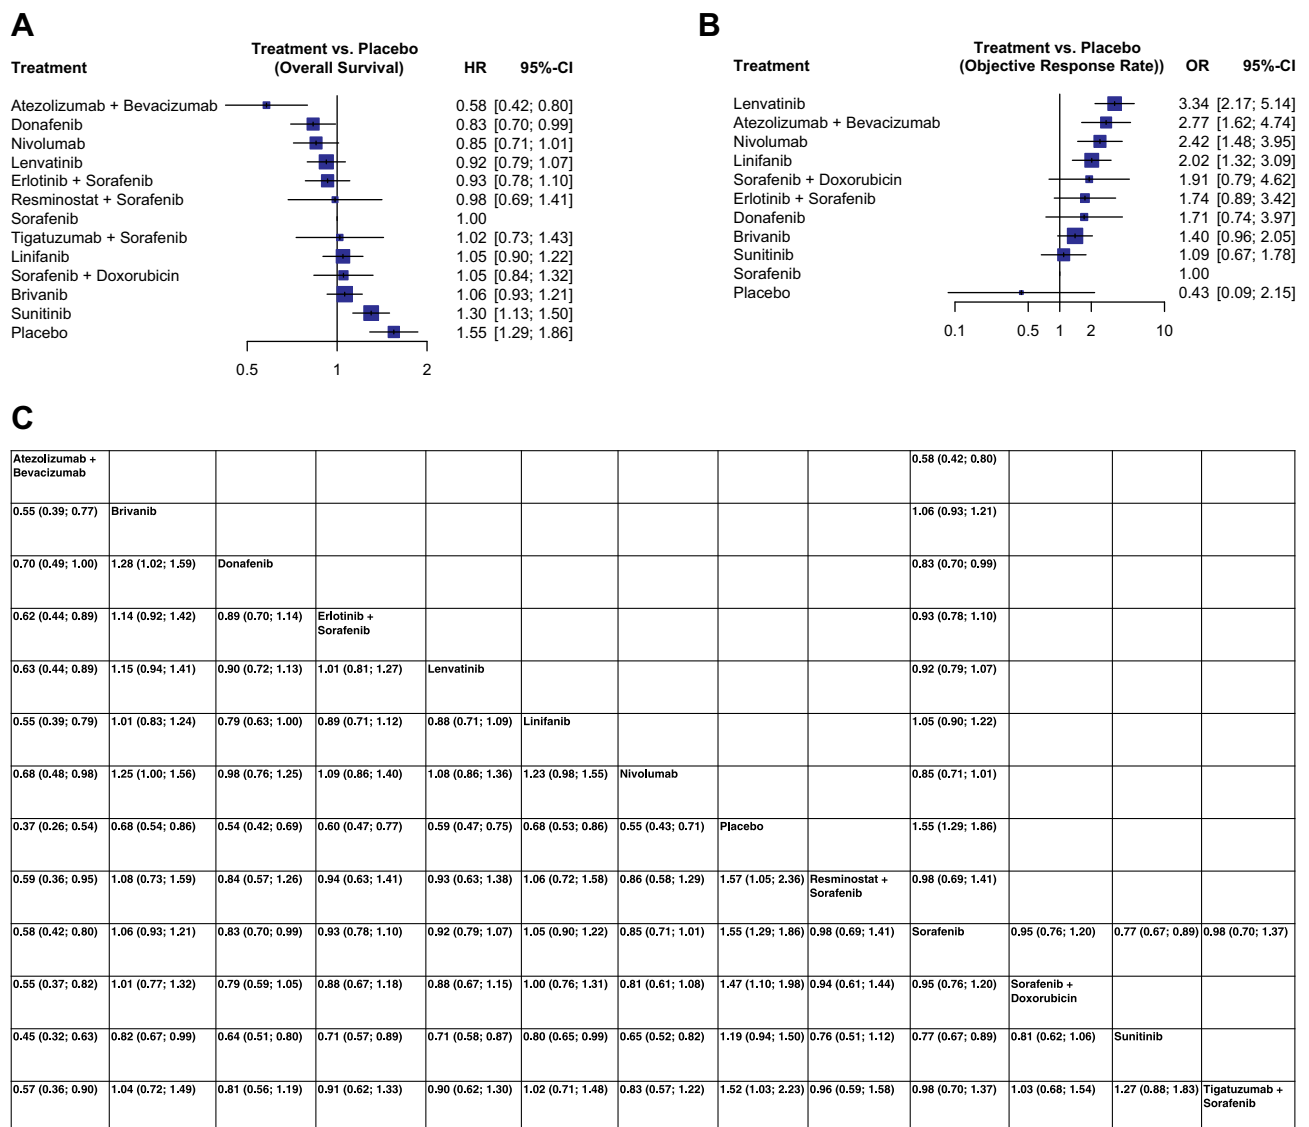 A
Treatment vs. Placebo
Treatment (Overall Survival) HR 95%-CI
Atezolizumab + Bevacizumab 0.58 [0.42; 0.80]
Donafenib 0.83 [0.70; 0.99]
Nivolumab 0.85 [0.71; 1.01]
Lenvatinib 0.92 [0.79; 1.07]
Erlotinib + Sorafenib 0.93 [0.78; 1.10]
Resminostat + Sorafenib 0.98 [0.69; 1.41]
Sorafenib 1.00
Tigatuzumab + Sorafenib 1.02 [0.73; 1.43]
Linifanib 1.05 [0.90; 1.22]
Sorafenib + Doxorubicin 1.05 [0.84; 1.32]
Brivanib 1.06 [0.93; 1.21]
Sunitinib 1.30 [1.13; 1.50]
Placebo 1.55 [1.29; 1.86]
0.5 1 2
B
Treatment vs. Placebo
Treatment (Objective Response Rate)) OR 95%-CI
Lenvatinib 3.34 [2.17; 5.14]
Atezolizumab + Bevacizumab 2.77 [1.62; 4.74]
Nivolumab 2.42 [1.48; 3.95]
Linifanib 2.02 [1.32; 3.09]
Sorafenib + Doxorubicin 1.91 [0.79; 4.62]
Erlotinib + Sorafenib 1.74 [0.89; 3.42]
Donafenib 1.71 [0.74; 3.97]
Brivanib 1.40 [0.96; 2.05]
Sunitinib 1.09 [0.67; 1.78]
Sorafenib 1.00
Placebo 0.43 [0.09; 2.15]
0.1 0.5 1 2 10
C
Atezolizumab + 0.58 (0.42; 0.80)
Bevacizumab
0.55 (0.39; 0.77) Brivanib 1.06 (0.93; 1.21)
0.70 (0.49; 1.00) 1.28 (1.02; 1.59) Donafenib 0.83 (0.70; 0.99)
0.62 (0.44; 0.89) 1.14 (0.92; 1.42) 0.89 (0.70; 1.14) Erlotinib + 0.93 (0.78; 1.10)
Sorafenib
0.63 (0.44; 0.89) 1.15 (0.94; 1.41) 0.90 (0.72; 1.13) 1.01 (0.81; 1.27) Lenvatinib 0.92 (0.79; 1.07)
0.55 (0.39; 0.79) 1.01 (0.83; 1.24) 0.79 (0.63; 1.00) 0.89 (0.71; 1.12) 0.88 (0.71; 1.09) Linifanib 1.05 (0.90; 1.22)
0.68 (0.48; 0.98) 1.25 (1.00; 1.56) 0.98 (0.76; 1.25) 1.09 (0.86; 1.40) 1.08 (0.86; 1.36) 1.23 (0.98; 1.55) Nivolumab 0.85 (0.71; 1.01)
0.37 (0.26; 0.54) 0.68 (0.54; 0.86) 0.54 (0.42; 0.69) 0.60 (0.47; 0.77) 0.59 (0.47; 0.75) 0.68 (0.53; 0.86) 0.55 (0.43; 0.71) Placebo 1.55 (1.29; 1.86)
0.59 (0.36; 0.95) 1.08 (0.73; 1.59) 0.84 (0.57; 1.26) 0.94 (0.63; 1.41) 0.93 (0.63; 1.38) 1.06 (0.72; 1.58) 0.86 (0.58; 1.29) 1.57 (1.05; 2.36) Resminostat + 0.98 (0.69; 1.41)
Sorafenib
0.58 (0.42; 0.80) 1.06 (0.93; 1.21) 0.83 (0.70; 0.99) 0.93 (0.78; 1.10) 0.92 (0.79; 1.07) 1.05 (0.90; 1.22) 0.85 (0.71; 1.01) 1.55 (1.29; 1.86) 0.98 (0.69; 1.41) Sorafenib 0.95 (0.76; 1.20) 0.77 (0.67; 0.89) 0.98 (0.70; 1.37)
0.55 (0.37; 0.82) 1.01 (0.77; 1.32) 0.79 (0.59; 1.05) 0.88 (0.67; 1.18) 0.88 (0.67; 1.15) 1.00 (0.76; 1.31) 0.81 (0.61; 1.08) 1.47 (1.10; 1.98) 0.94 (0.61; 1.44) 0.95 (0.76; 1.20) Sorafenib +
Doxorubicin
0.45 (0.32; 0.63) 0.82 (0.67; 0.99) 0.64 (0.51; 0.80) 0.71 (0.57; 0.89) 0.71 (0.58; 0.87) 0.80 (0.65; 0.99) 0.65 (0.52; 0.82) 1.19 (0.94; 1.50) 0.76 (0.51; 1.12) 0.77 (0.67; 0.89) 0.81 (0.62; 1.06) Sunitinib
0.57 (0.36; 0.90) 1.04 (0.72; 1.49) 0.81 (0.56; 1.19) 0.91 (0.62; 1.33) 0.90 (0.62; 1.30) 1.02 (0.71; 1.48) 0.83 (0.57; 1.22) 1.52 (1.03; 2.23) 0.96 (0.59; 1.58) 0.98 (0.70; 1.37) 1.03 (0.68; 1.54) 1.27 (0.88; 1.83) Tigatuzumab +
Sorafenib